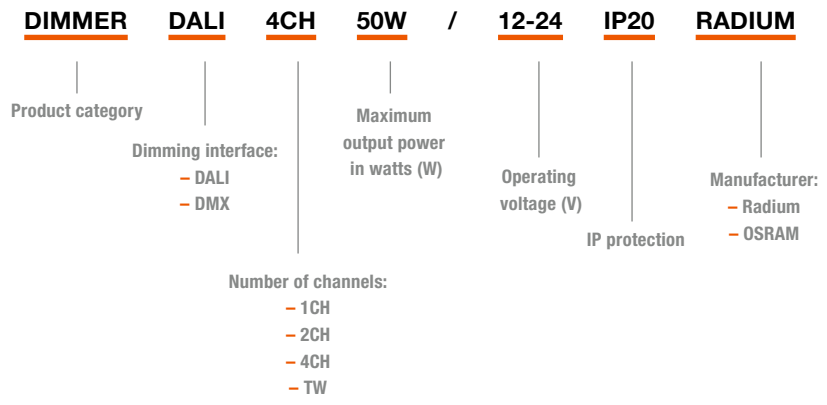 DIMMER DALI 4CH 50W / 12-24 IP20 RADIUM
Product category
Dimming interface:
– DALI
– DMX
Number of channels:
– 1CH
– 2CH
– 4CH
– TW
Maximum
output power
in watts (W)
Operating
voltage (V)
IP protection
Manufacturer:
– Radium
– OSRAM